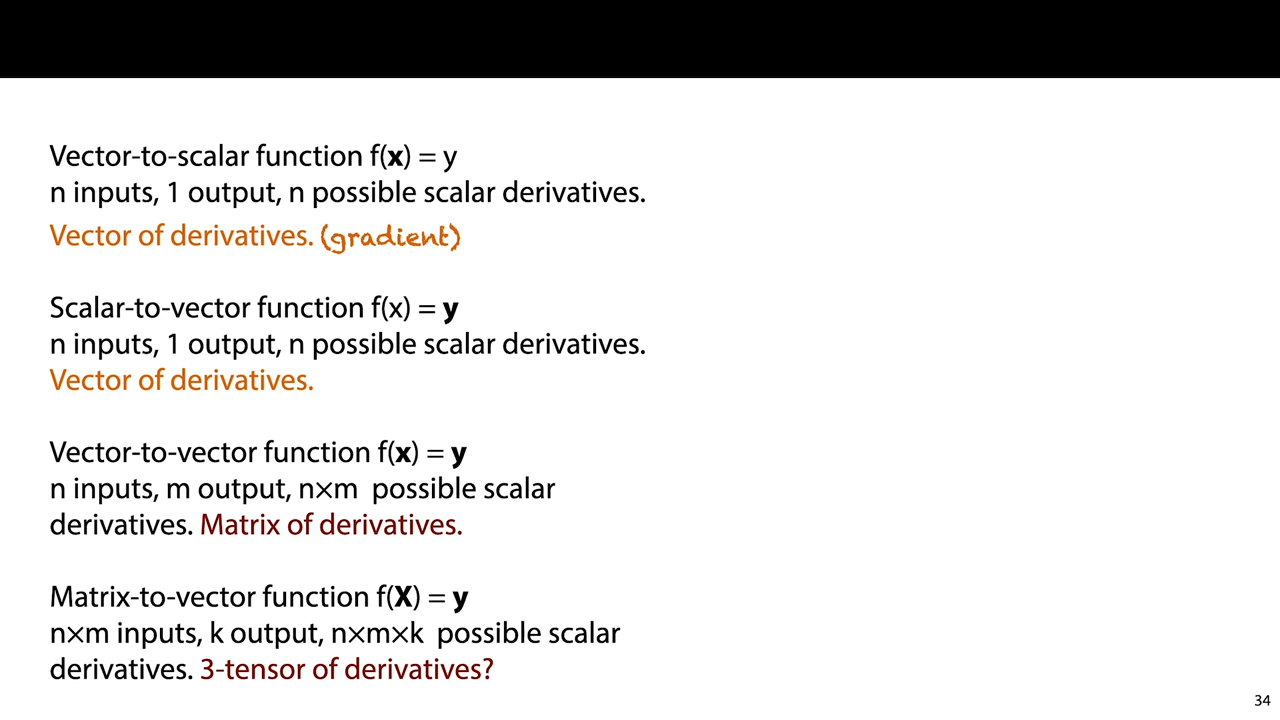 Vector-to-scalar function f(x) = y
n inputs, 1 output, n possible scalar derivatives.
Vector of derivatives. (gradient)
Scalar-to-vector function f(x) = y
n inputs, 1 output, n possible scalar derivatives.
Vector of derivatives.
Vector-to-vector function f(x) = y
n inputs, m output, n×m possible scalar
derivatives. Matrix of derivatives.
Matrix-to-vector function f(X) = y
n×m inputs, k output, n×m×k possible scalar
derivatives. 3-tensor of derivatives?
34